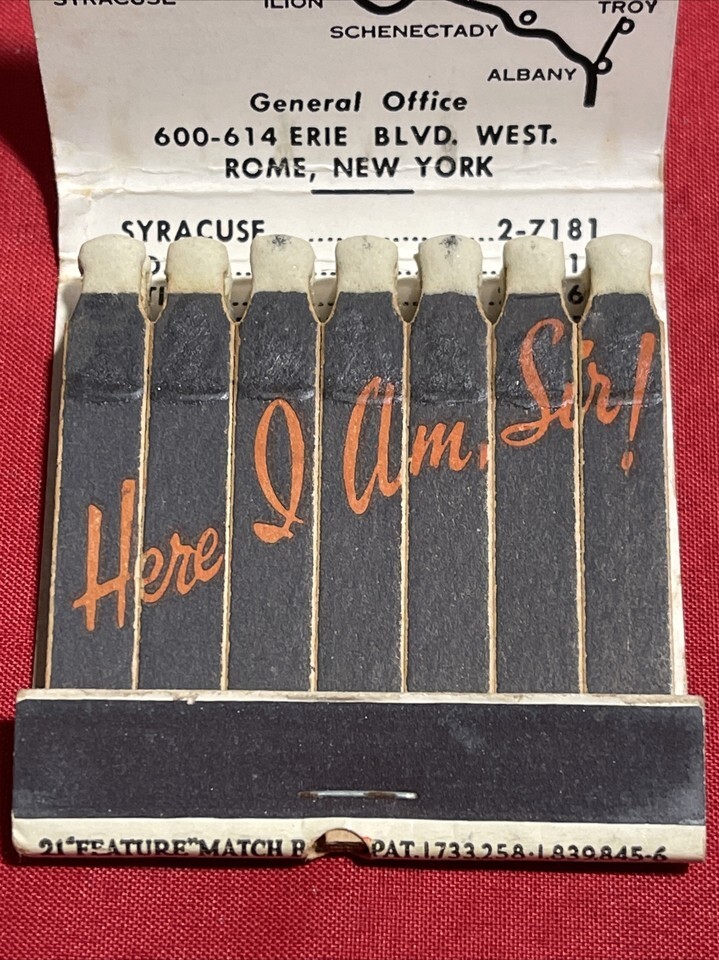 SYRACUSE ILION TROY
SCHENECTADY
ALBANY
General Office
600-614 ERIE BLVD. WEST.
ROME, NEW YORK
SYRACUSE....................2-7181
Here I Am, Sir!
21 "FEATURE" MATCH PAT. 1,733,258-1,839,845-6